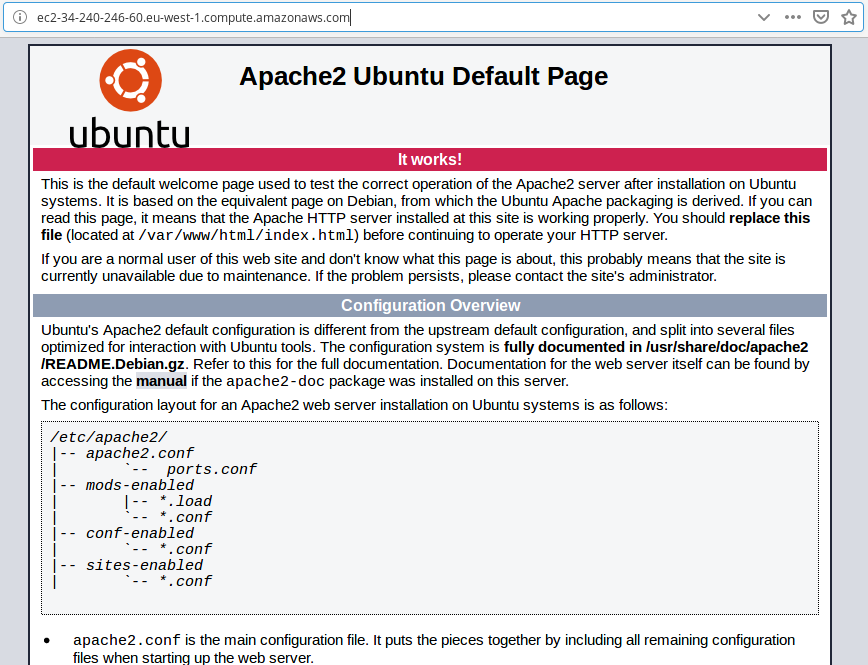 ec2-34-240-246-60.eu-west-1.compute.amazonaws.com
Apache2 Ubuntu Default Page
ubuntu
It works!
This is the default welcome page used to test the correct operation of the Apache2 server after installation on Ubuntu
systems. It is based on the equivalent page on Debian, from which the Ubuntu Apache packaging is derived. If you can
read this page, it means that the Apache HTTP server installed at this site is working properly. You should replace this
file (located at /var/www/html/index.html) before continuing to operate your HTTP server.
If you are a normal user of this web site and don't know what this page is about, this probably means that the site is
currently unavailable due to maintenance. If the problem persists, please contact the site's administrator.
Configuration Overview
Ubuntu's Apache2 default configuration is different from the upstream default configuration, and split into several files
optimized for interaction with Ubuntu tools. The configuration system is fully documented in /usr/share/doc/apache2
/README.Debian.gz. Refer to this for the full documentation. Documentation for the web server itself can be found by
accessing the manual if the apache2-doc package was installed on this server.
The configuration layout for an Apache2 web server installation on Ubuntu systems is as follows:
/etc/apache2/
|-- apache2.conf
|       `--  ports.conf
|-- mods-enabled
|       |-- *.load
|       `-- *.conf
|-- conf-enabled
|       `-- *.conf
|-- sites-enabled
|       `-- *.conf
• apache2.conf is the main configuration file. It puts the pieces together by including all remaining configuration
files when starting up the web server.